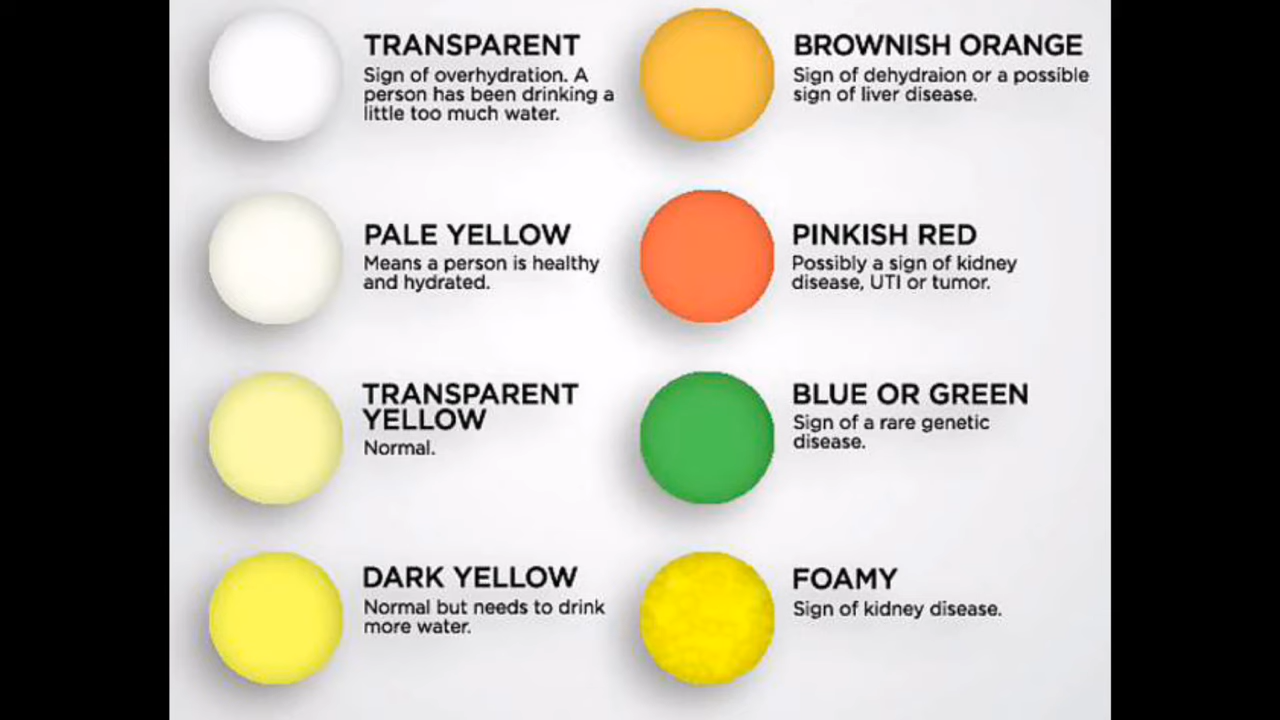 TRANSPARENT
Sign of overhydration. A
person has been drinking a
little too much water.
PALE YELLOW
Means a person is healthy
and hydrated.
TRANSPARENT
YELLOW
Normal.
DARK YELLOW
Normal but needs to drink
more water.
BROWNISH ORANGE
Sign of dehydraion or a possible
sign of liver disease.
PINKISH RED
Possibly a sign of kidney
disease, UTI or tumor.
BLUE OR GREEN
Sign of a rare genetic
disease.
FOAMY
Sign of kidney disease.